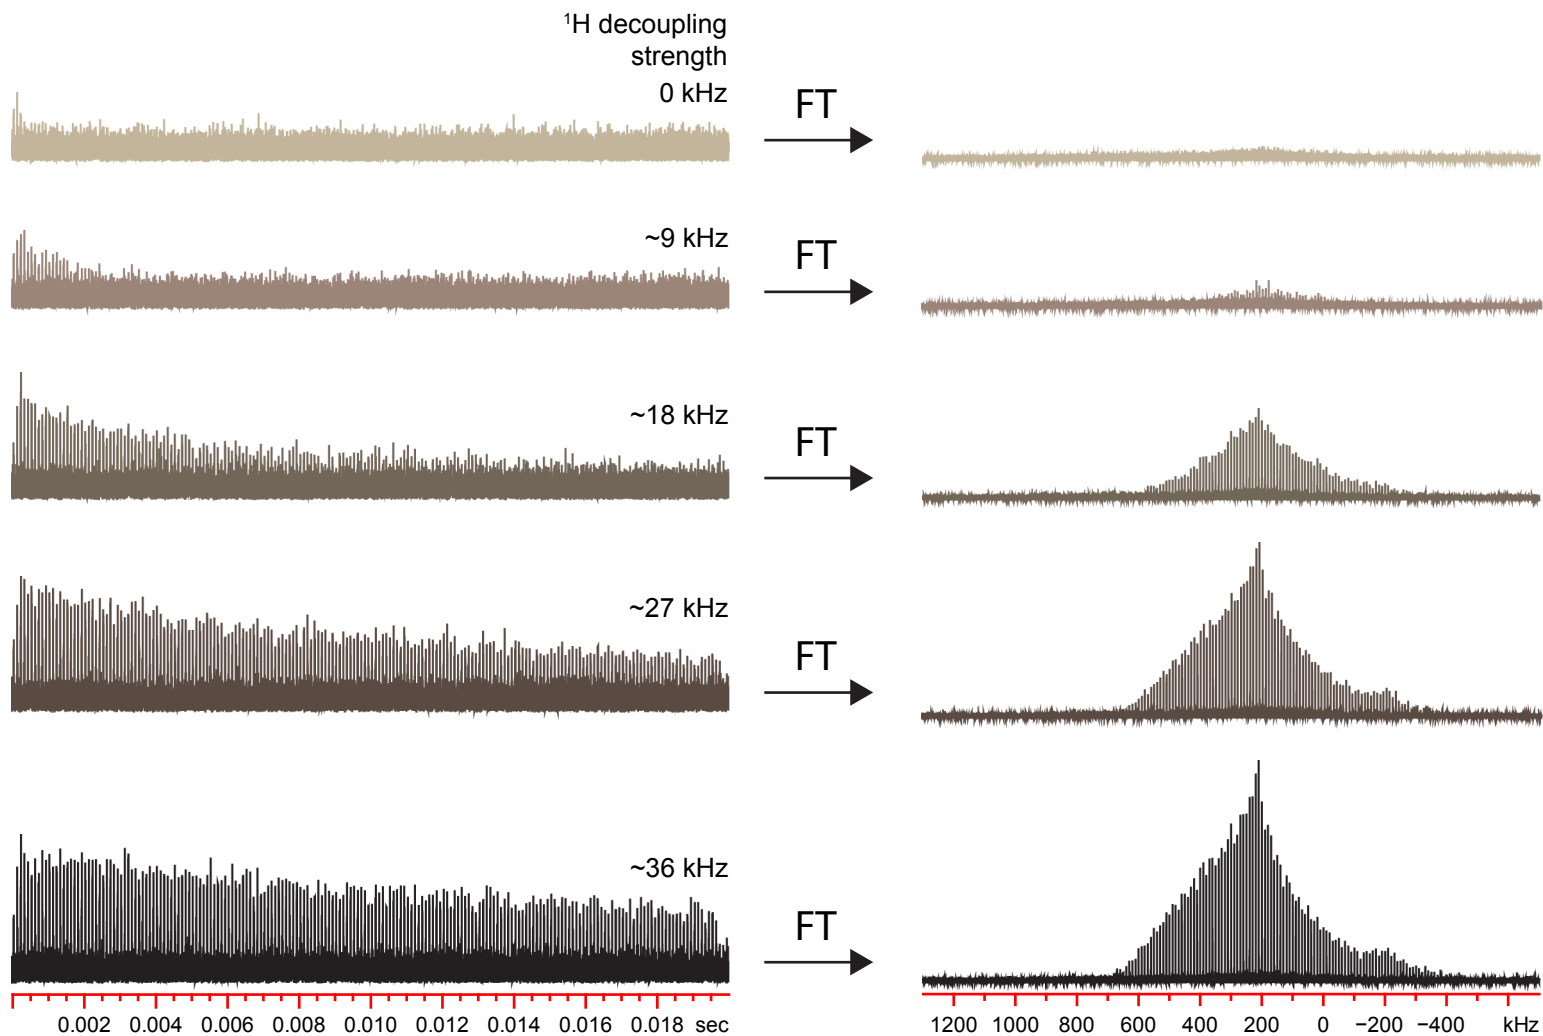 ¹H decoupling
strength
0 kHz
FT
~9 kHz
FT
~18 kHz
FT
~27 kHz
FT
~36 kHz
FT
0.002 0.004 0.006 0.008 0.010 0.012 0.014 0.016 0.018 sec
1200 1000 800 600 400 200 0 −200 −400 kHz